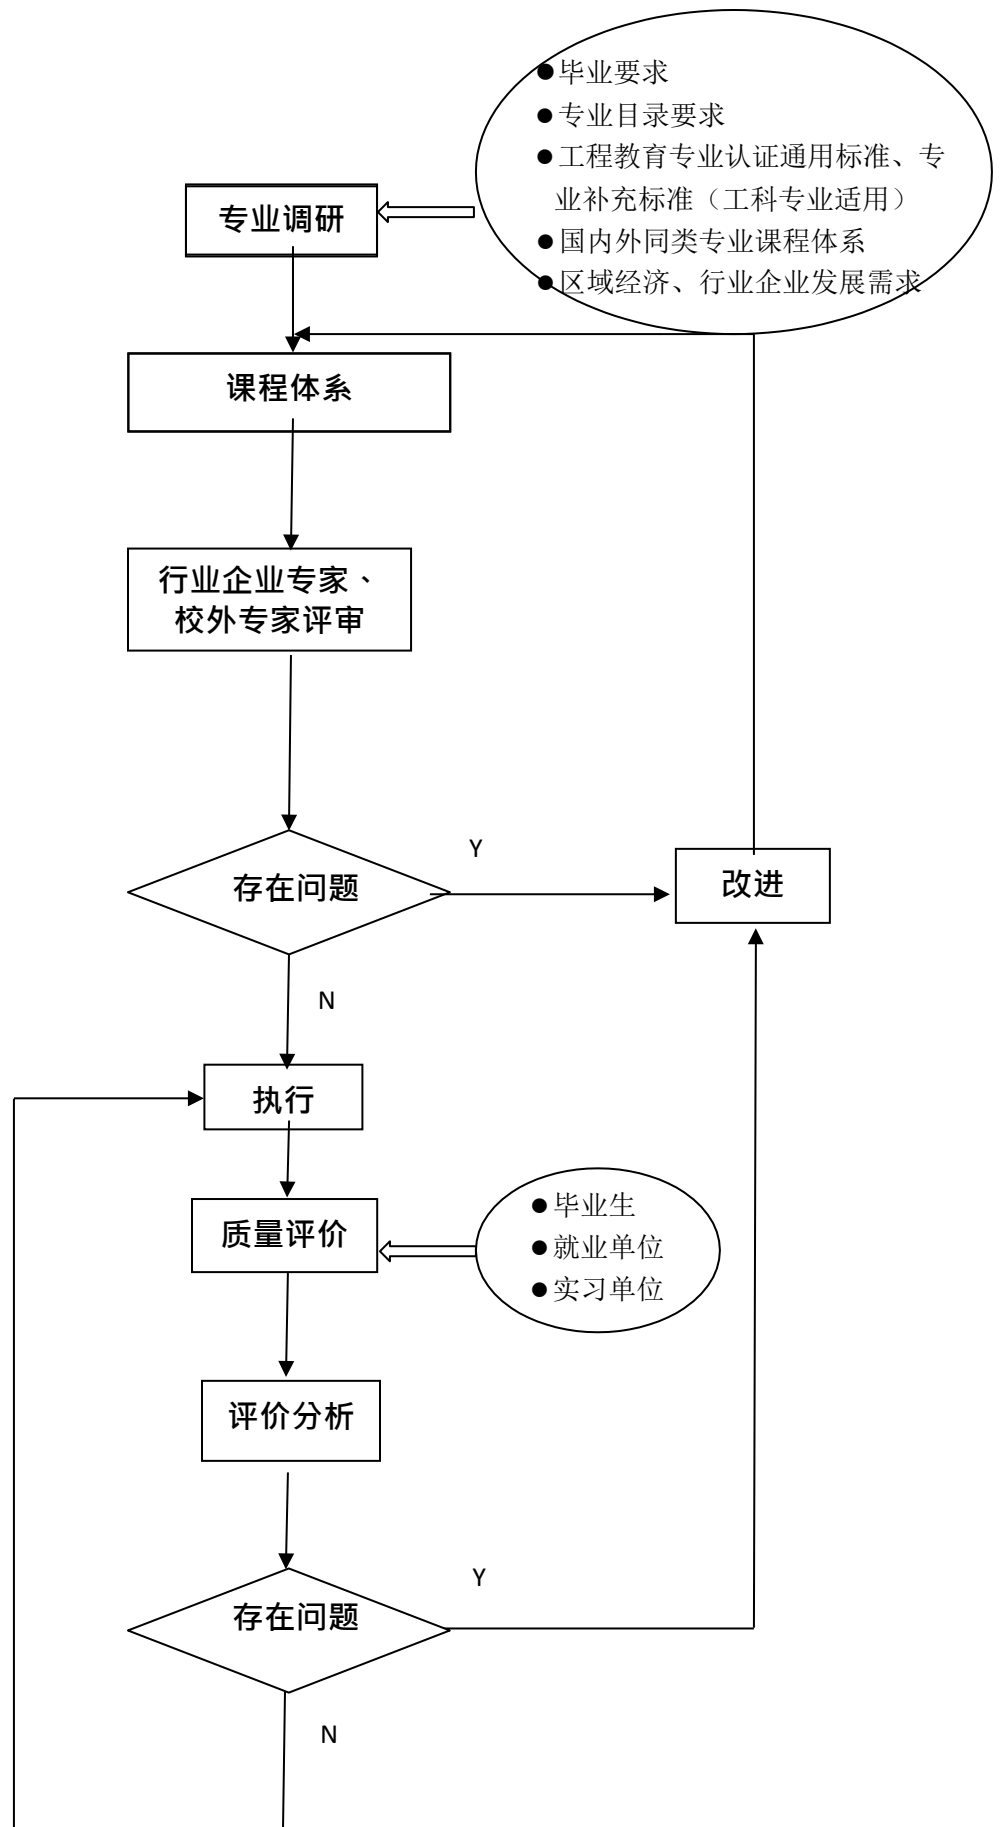 ●毕业要求
●专业目录要求
●工程教育专业认证通用标准、专
业补充标准（工科专业适用）
●国内外同类专业课程体系
●区域经济、行业企业发展需求
专业调研
课程体系
行业企业专家、
校外专家评审
存在问题
Y
改进
N
执行
质量评价
●毕业生
●就业单位
●实习单位
评价分析
存在问题
Y
N